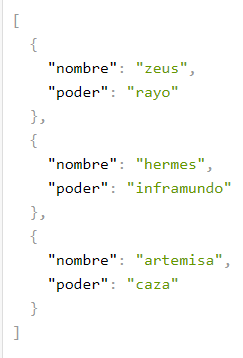 [
  {
    "nombre": "zeus",
    "poder": "rayo"
  },
  {
    "nombre": "hermes",
    "poder": "inframundo"
  },
  {
    "nombre": "artemisa",
    "poder": "caza"
  }
]